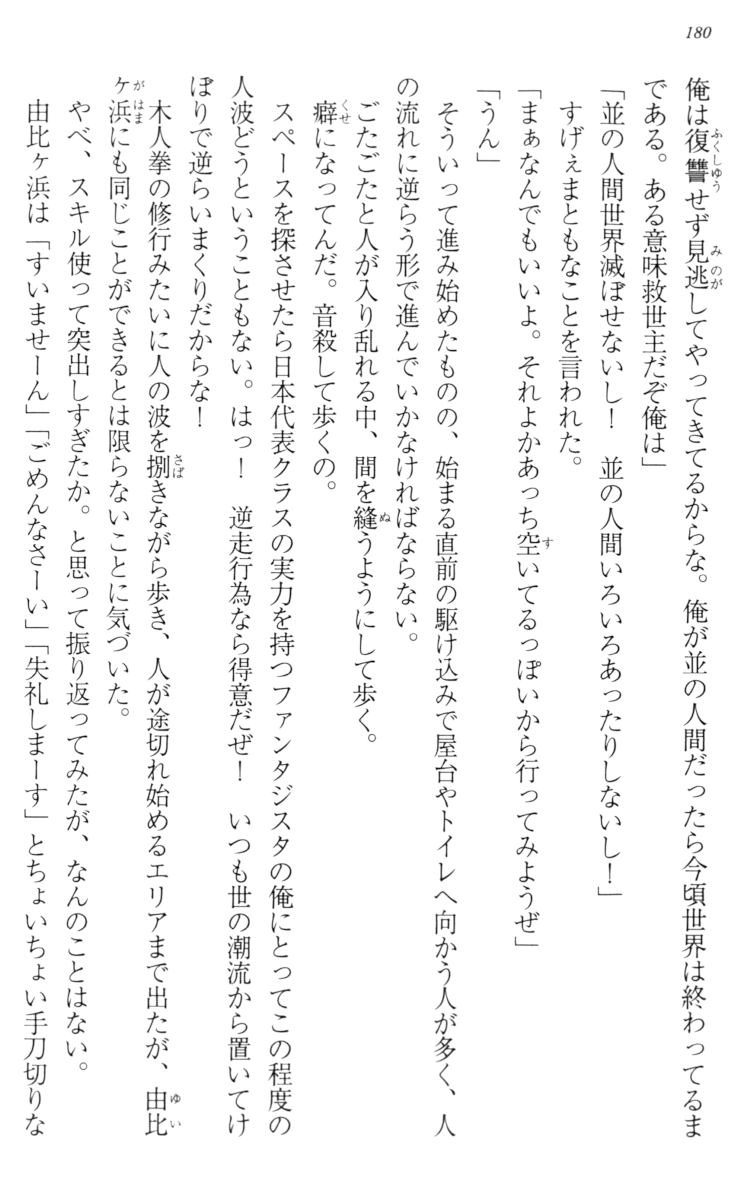 180
俺は復讐せず見逃してやってきてるからな。俺が並の人間だったら今頃世界は終わってるま
である。ある意味救世主だぞ俺は」
「並の人間世界滅ぼせないし！　並の人間いろいろあったりしないし！」
　すげぇまともなことを言われた。
「まぁなんでもいいよ。それよかあっち空いてるっぽいから行ってみようぜ」
「うん」
　そういって進み始めたものの、始まる直前の駆け込みで屋台やトイレへ向かう人が多く、人
の流れに逆らう形で進んでいかなければならない。
　ごたごたと人が入り乱れる中、間を縫うようにして歩く。
　癖になってんだ。音殺して歩くの。
　スペースを探させたら日本代表クラスの実力を持つファンタジスタの俺にとってこの程度の
人波どうということもない。はっ！　逆走行為なら得意だぜ！　いつも世の潮流から置いてけ
ぼりで逆らいまくりだからな！
　木人拳の修行みたいに人の波を捌きながら歩き、人が途切れ始めるエリアまで出たが、由比
ヶ浜にも同じことができるとは限らないことに気づいた。
　やべ、スキル使って突出しすぎたか。と思って振り返ってみたが、なんのことはない。
　由比ヶ浜は「すいませーん」「ごめんなさーい」「失礼しまーす」とちょいちょい手刀切りな